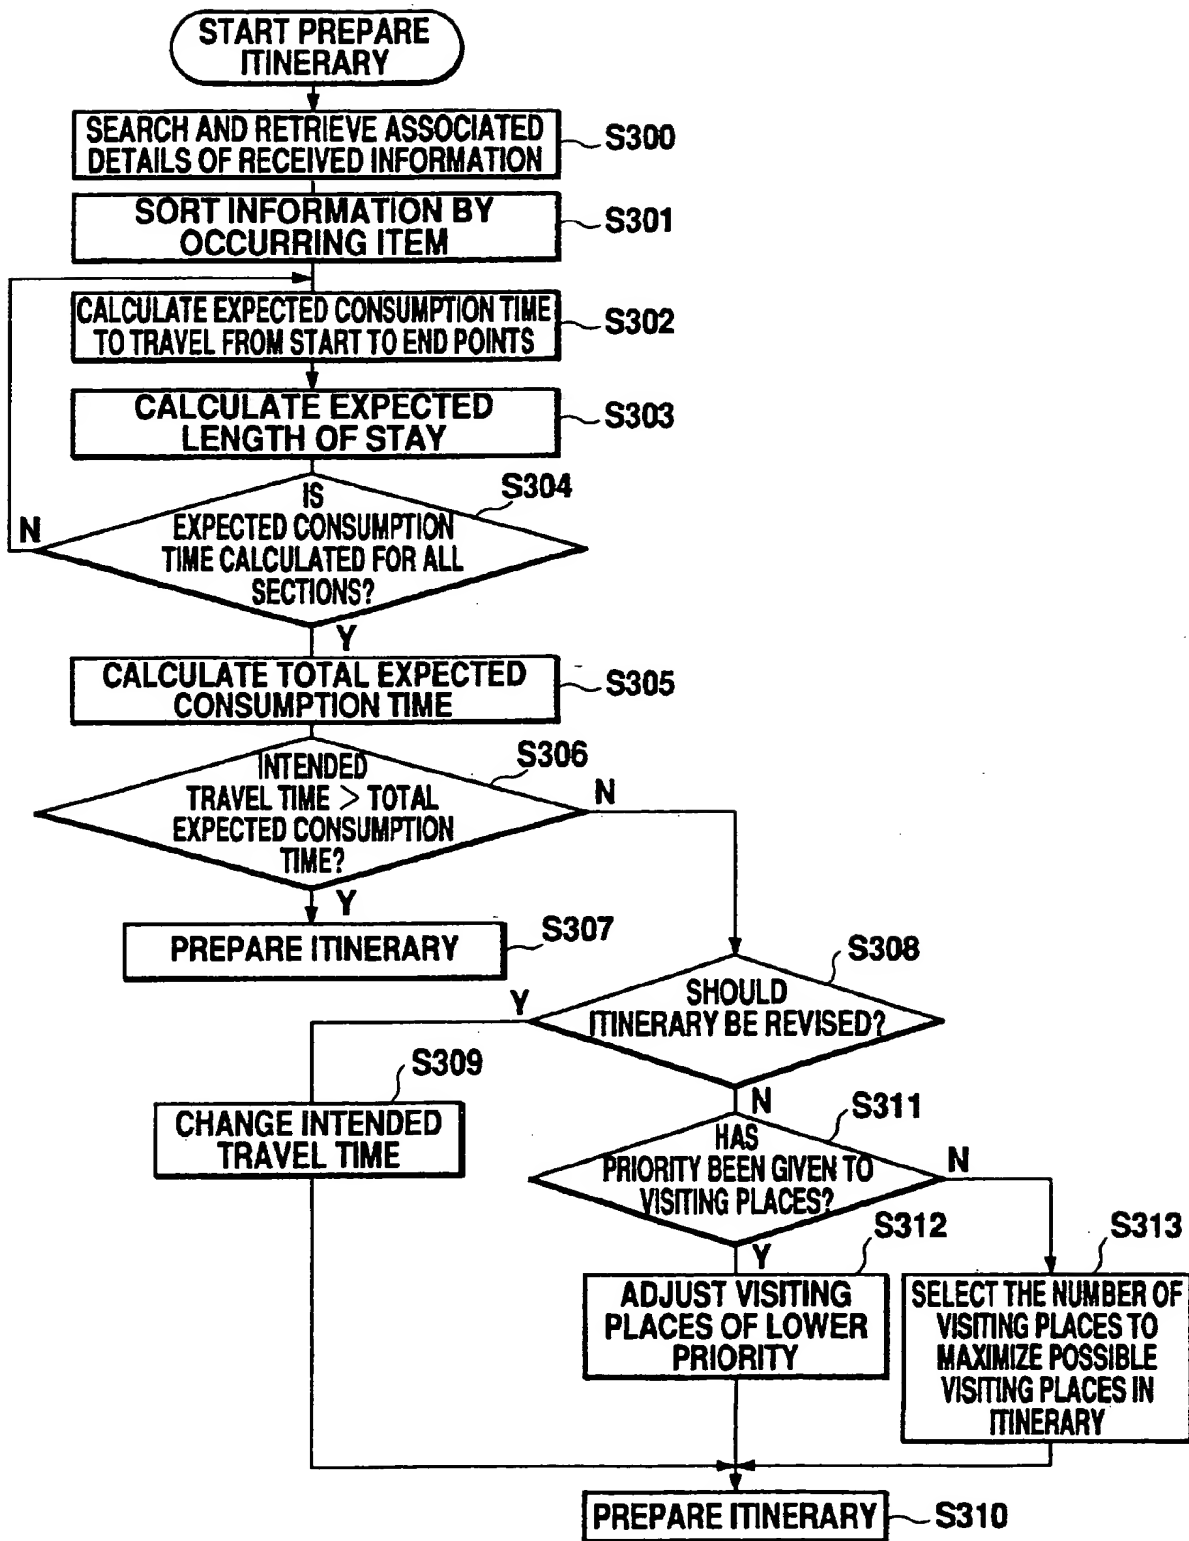 START PREPARE
ITINERARY
SEARCH AND RETRIEVE ASSOCIATED
DETAILS OF RECEIVED INFORMATION
S300
SORT INFORMATION BY
OCCURRING ITEM
S301
CALCULATE EXPECTED CONSUMPTION TIME
TO TRAVEL FROM START TO END POINTS
S302
CALCULATE EXPECTED
LENGTH OF STAY
S303
S304
IS
EXPECTED CONSUMPTION
TIME CALCULATED FOR ALL
SECTIONS?
N
Y
CALCULATE TOTAL EXPECTED
CONSUMPTION TIME
S305
S306
INTENDED
TRAVEL TIME > TOTAL
EXPECTED CONSUMPTION
TIME?
N
Y
PREPARE ITINERARY
S307
S308
SHOULD
ITINERARY BE REVISED?
Y
N
S309
CHANGE INTENDED
TRAVEL TIME
S311
HAS
PRIORITY BEEN GIVEN TO
VISITING PLACES?
N
Y
S312
ADJUST VISITING
PLACES OF LOWER
PRIORITY
S313
SELECT THE NUMBER OF
VISITING PLACES TO
MAXIMIZE POSSIBLE
VISITING PLACES IN
ITINERARY
PREPARE ITINERARY
S310